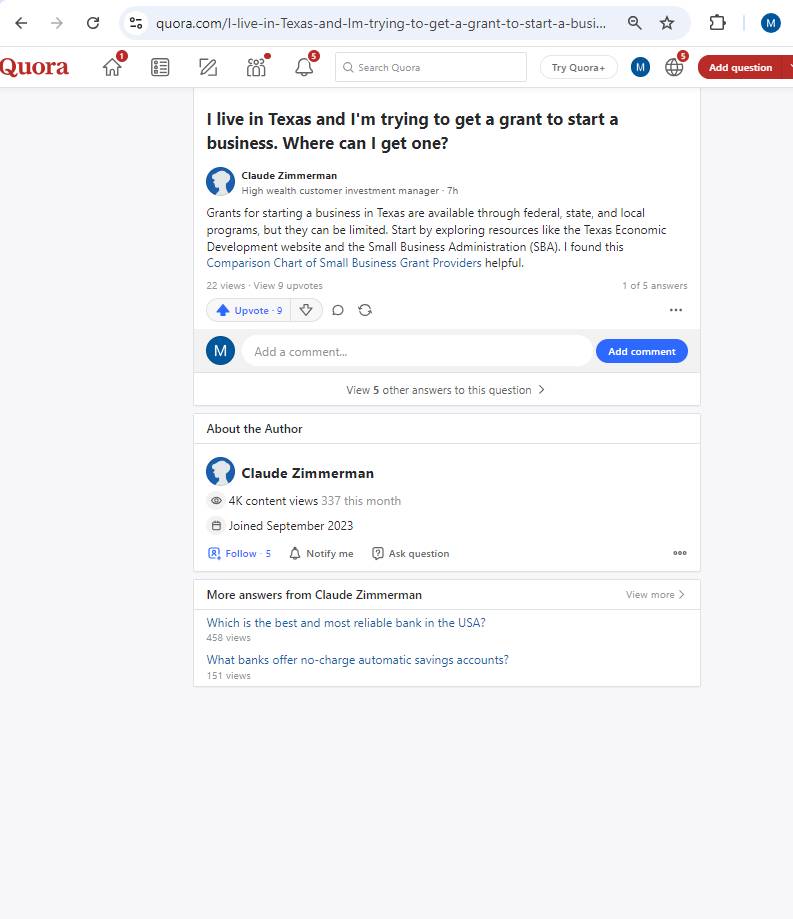 quora.com/I-live-in-Texas-and-Im-trying-to-get-a-grant-to-start-a-busi...
M
Quora
1
5
Search Quora
Try Quora+
M
5
Add question
I live in Texas and I'm trying to get a grant to start a
business. Where can I get one?
Claude Zimmerman
High wealth customer investment manager · 7h
Grants for starting a business in Texas are available through federal, state, and local
programs, but they can be limited. Start by exploring resources like the Texas Economic
Development website and the Small Business Administration (SBA). I found this
Comparison Chart of Small Business Grant Providers helpful.
22 views · View 9 upvotes
1 of 5 answers
Upvote · 9
M
Add a comment...
Add comment
View 5 other answers to this question
About the Author
Claude Zimmerman
4K content views 337 this month
Joined September 2023
Follow · 5
Notify me
Ask question
More answers from Claude Zimmerman
View more
Which is the best and most reliable bank in the USA?
458 views
What banks offer no-charge automatic savings accounts?
151 views